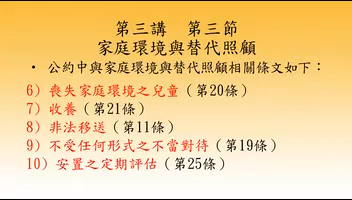 第三講　第三節
家庭環境與替代照顧
• 公約中與家庭環境與替代照顧相關條文如下：
6）喪失家庭環境之兒童（第20條）
7）收養（第21條）
8）非法移送（第11條）
9）不受任何形式之不當對待（第19條）
10）安置之定期評估（第25條）